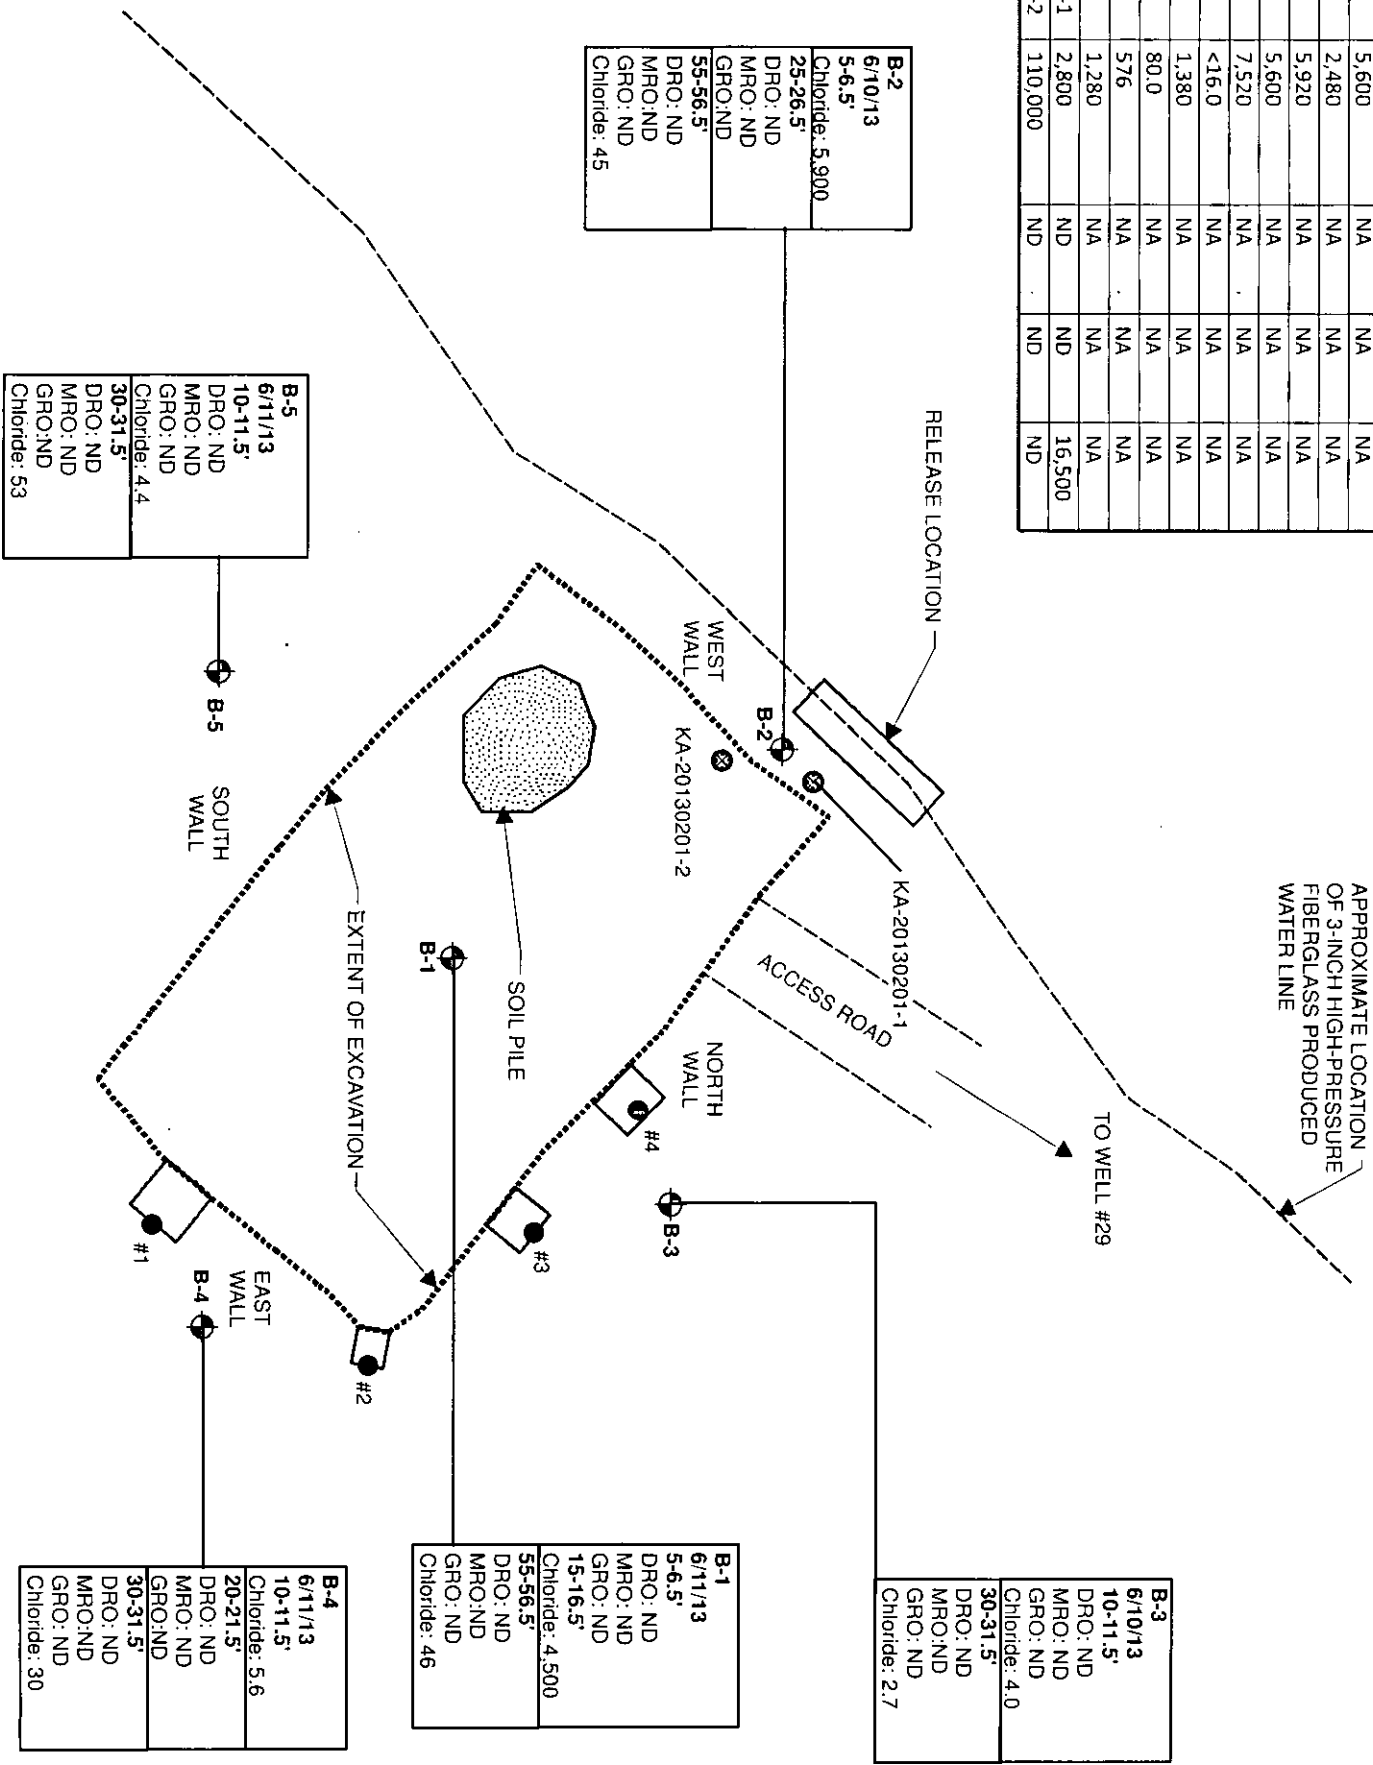 5,600 NA NA NA
2,480 NA NA NA
5,920 NA NA NA
5,600 NA NA NA
7,520 NA NA NA
<16.0 NA NA NA
1,380 NA NA NA
80.0 NA NA NA
576 NA NA NA
1,280 NA NA NA
-1 2,800 ND ND 16,500
-2 110,000 ND ND ND
APPROXIMATE LOCATION
OF 3-INCH HIGH-PRESSURE
FIBERGLASS PRODUCED
WATER LINE
RELEASE LOCATION
TO WELL #29
ACCESS ROAD
KA-20130201-1
KA-20130201-2
B-2
WEST
WALL
NORTH
WALL
#4
B-3
#3
SOIL PILE
B-1
EXTENT OF EXCAVATION
#2
EAST
WALL
B-4
#1
SOUTH
WALL
B-5
B-2
6/10/13
5-6.5'
Chloride: 5,900
25-26.5'
DRO: ND
MRO: ND
GRO:ND
55-56.5'
DRO: ND
MRO:ND
GRO: ND
Chloride: 45
B-5
6/11/13
10-11.5'
DRO: ND
MRO: ND
GRO: ND
Chloride: 4.4
30-31.5'
DRO: ND
MRO: ND
GRO:ND
Chloride: 53
B-3
6/10/13
10-11.5'
DRO: ND
MRO: ND
GRO: ND
Chloride: 4.0
30-31.5'
DRO: ND
MRO:ND
GRO: ND
Chloride: 2.7
B-1
6/11/13
5-6.5'
DRO: ND
MRO: ND
GRO: ND
15-16.5'
Chloride: 4,500
55-56.5'
DRO: ND
MRO:ND
GRO: ND
Chloride: 46
B-4
6/11/13
10-11.5'
Chloride: 5.6
20-21.5'
DRO: ND
MRO: ND
GRO:ND
30-31.5'
DRO: ND
MRO:ND
GRO: ND
Chloride: 30